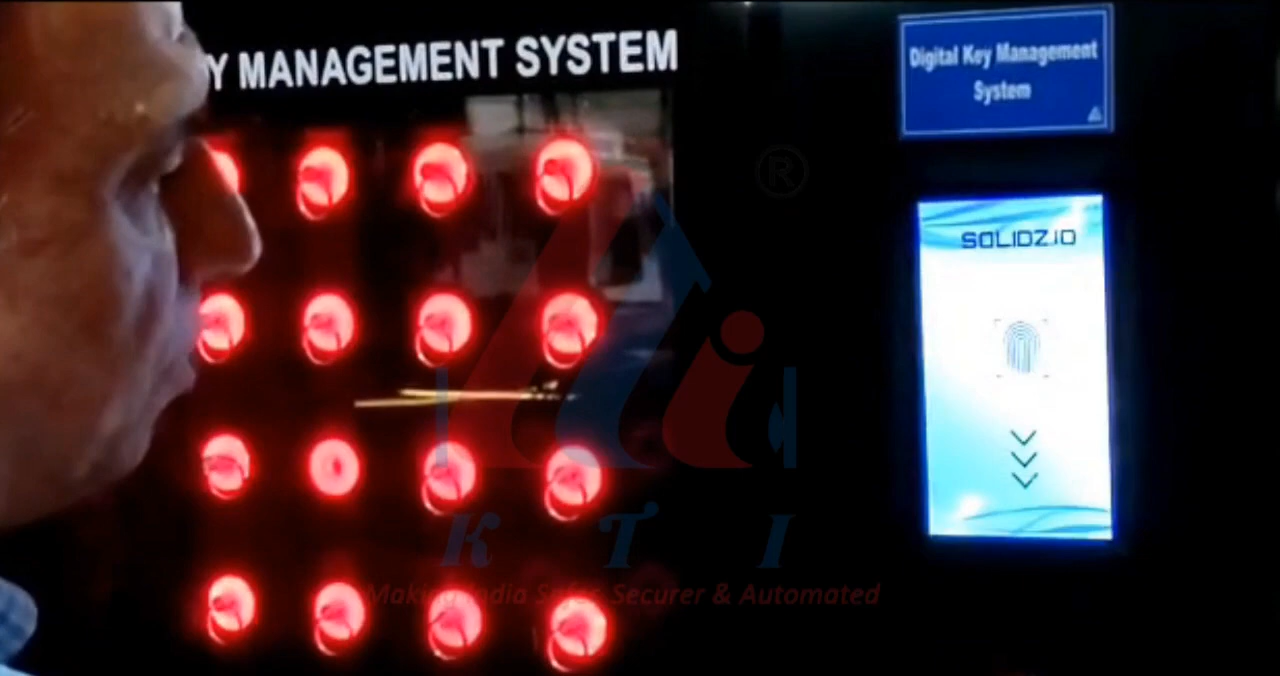 Y MANAGEMENT SYSTEM
Digital Key Management
System
SOLIDZ.IO
®
K T I
Making India Safer, Securer & Automated